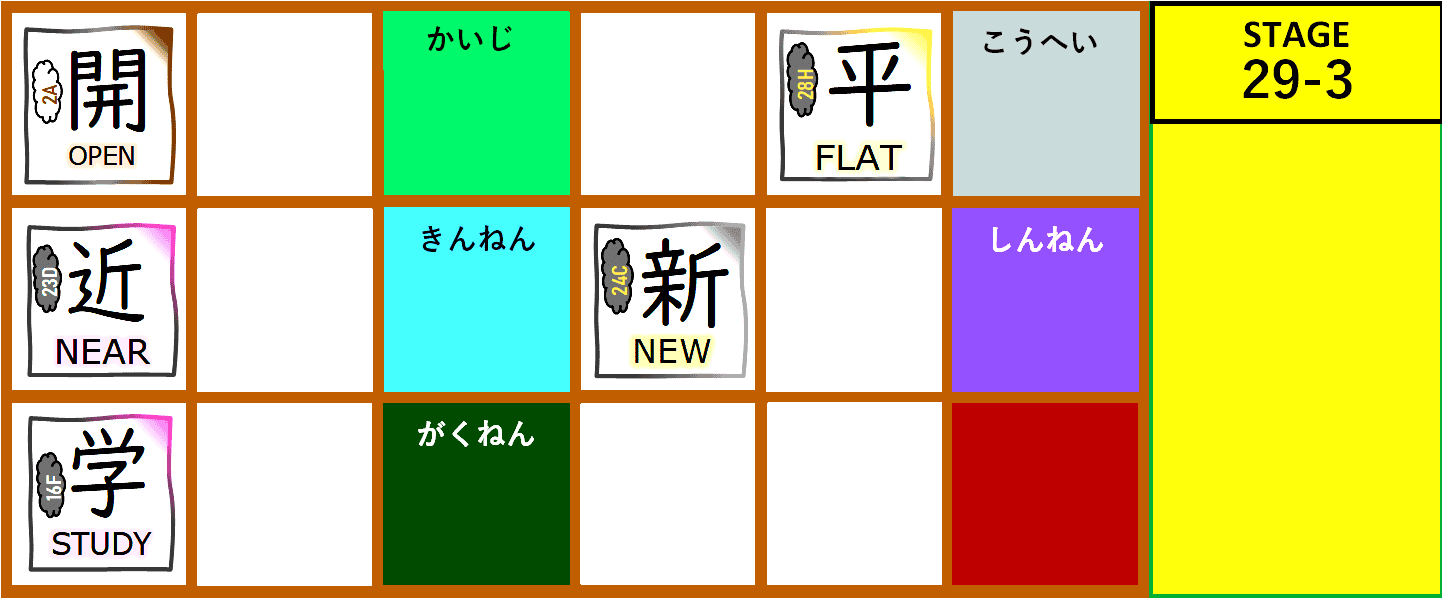 2A
開
OPEN
かいじ
28H
平
FLAT
こうへい
STAGE
29-3
23D
近
NEAR
きんねん
24C
新
NEW
しんねん
16F
学
STUDY
がくねん